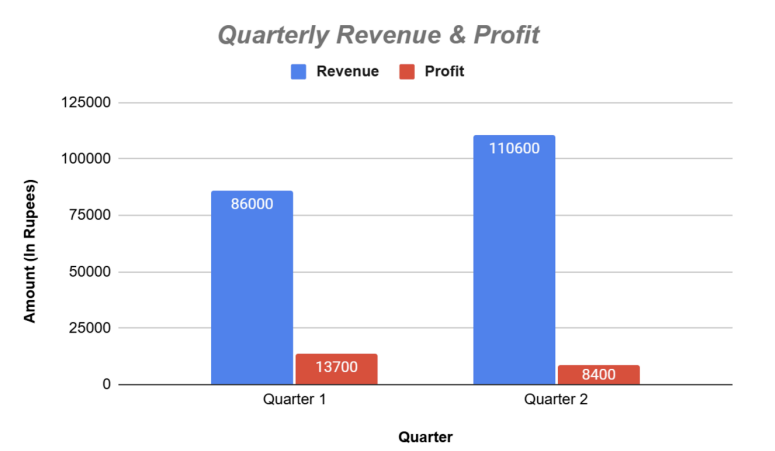 Quarterly Revenue & Profit
Revenue Profit
125000
100000
75000
50000
25000
0
Amount (In Rupees)
86000
13700
110600
8400
Quarter 1 Quarter 2
Quarter